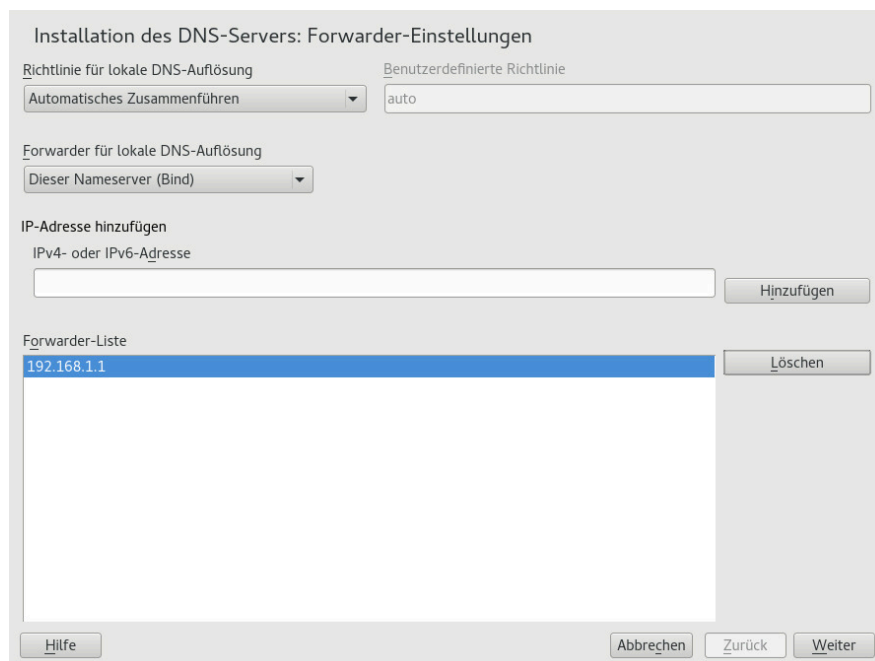 Installation des DNS-Servers: Forwarder-Einstellungen
Richtlinie für lokale DNS-Auflösung
Benutzerdefinierte Richtlinie
Automatisches Zusammenführen
auto
Forwarder für lokale DNS-Auflösung
Dieser Nameserver (Bind)
IP-Adresse hinzufügen
IPv4- oder IPv6-Adresse
Hinzufügen
Forwarder-Liste
192.168.1.1
Löschen
Hilfe
Abbrechen
Zurück
Weiter